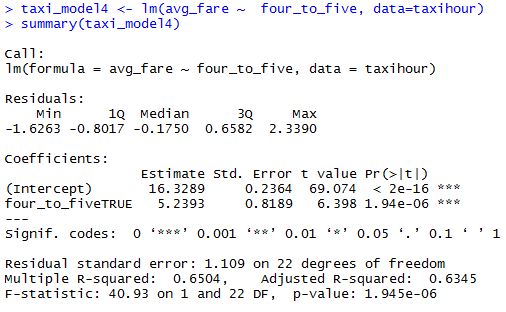 > taxi_model4 <- lm(avg_fare ~  four_to_five, data=taxihour)
> summary(taxi_model4)

Call:
lm(formula = avg_fare ~ four_to_five, data = taxihour)

Residuals:
    Min      1Q  Median      3Q     Max
-1.6263 -0.8017 -0.1750  0.6582  2.3390

Coefficients:
                 Estimate Std. Error t value Pr(>|t|)
(Intercept)       16.3289     0.2364  69.074  < 2e-16 ***
four_to_fiveTRUE   5.2393     0.8189   6.398 1.94e-06 ***
---
Signif. codes:  0 ‘***’ 0.001 ‘**’ 0.01 ‘*’ 0.05 ‘.’ 0.1 ‘ ’ 1

Residual standard error: 1.109 on 22 degrees of freedom
Multiple R-squared:  0.6504,    Adjusted R-squared:  0.6345
F-statistic: 40.93 on 1 and 22 DF,  p-value: 1.945e-06